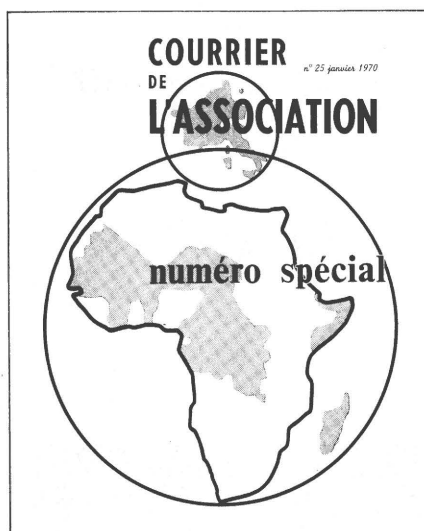 COURRIER
n° 25 janvier 1970
DE
L'ASSOCIATION
numéro spécial